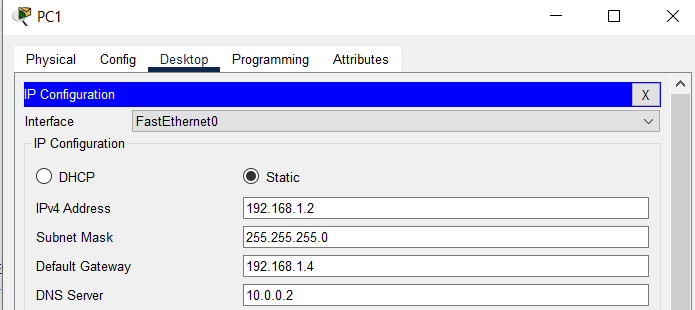 PC1
Physical Config Desktop Programming Attributes
IP Configuration X
Interface FastEthernet0
IP Configuration
DHCP Static
IPv4 Address 192.168.1.2
Subnet Mask 255.255.255.0
Default Gateway 192.168.1.4
DNS Server 10.0.0.2